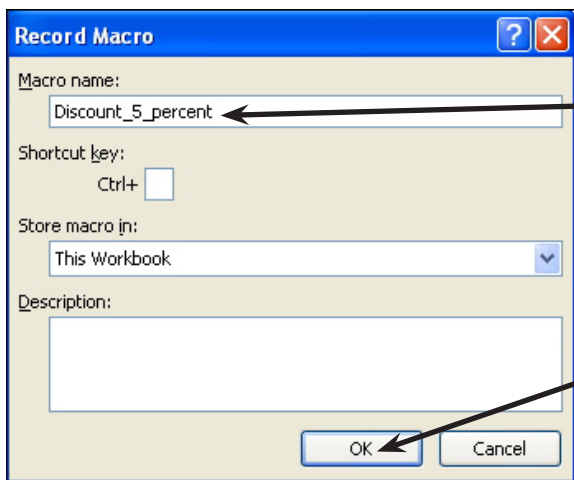 Record Macro
Macro name:
Discount_5_percent
Shortcut key:
Ctrl+
Store macro in:
This Workbook
Description:
OK Cancel